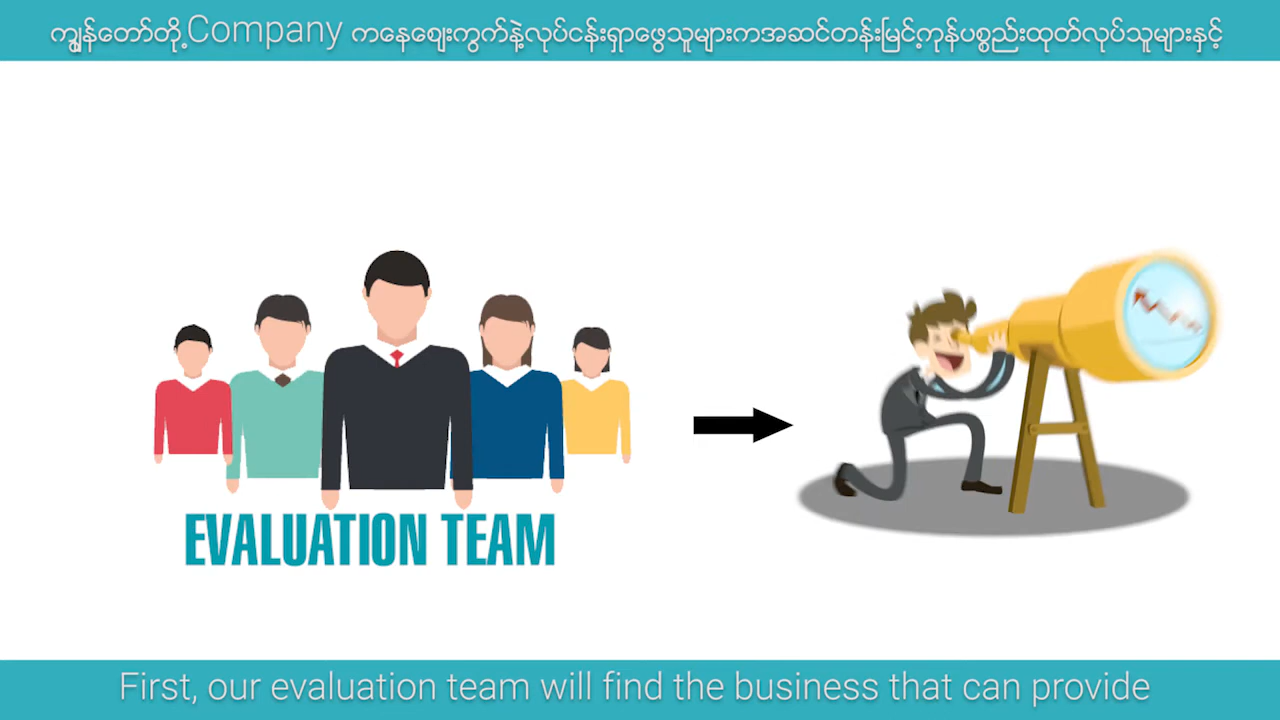 ကျွန်တော်တို့Company ကနေဈေးကွက်နဲ့လုပ်ငန်းရှာဖွေသူများကအဆင်တန်းမြင့်ကုန်ပစ္စည်းထုတ်လုပ်သူများနှင့်
EVALUATION TEAM
First, our evaluation team will find the business that can provide